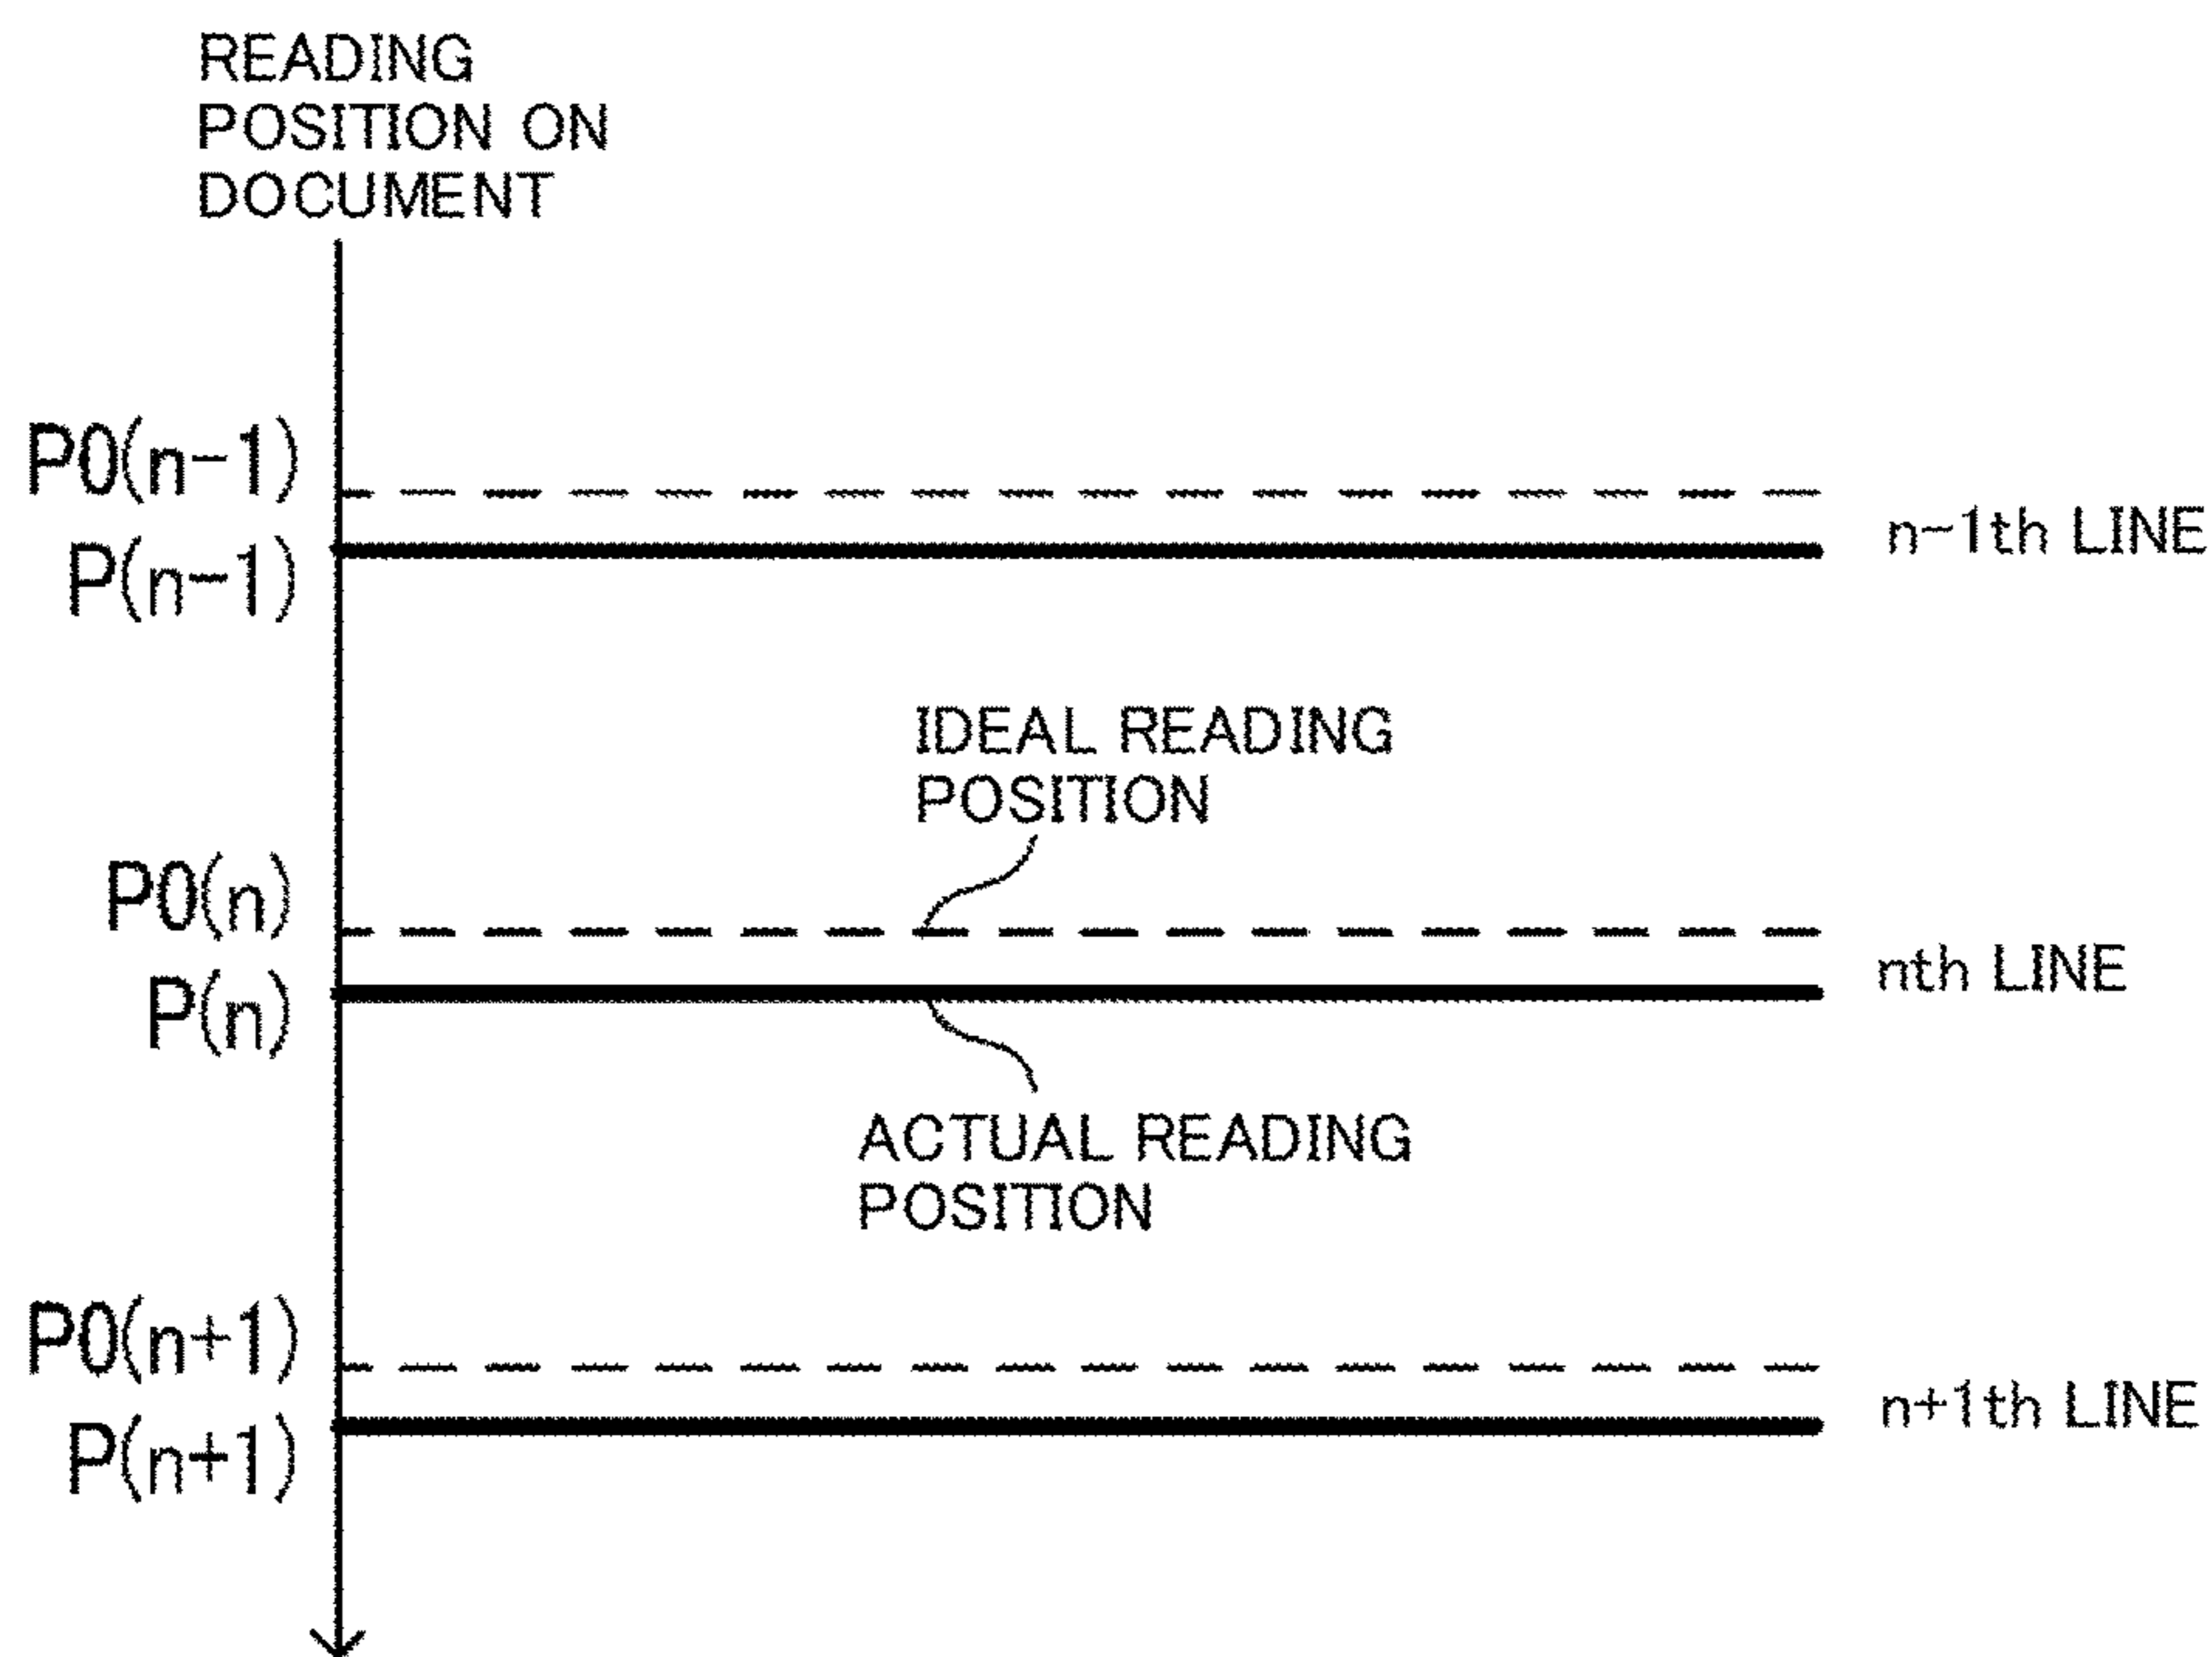 READING
POSITION ON
DOCUMENT
P0(n-1)
P(n-1)
n-1th LINE
IDEAL READING
POSITION
P0(n)
P(n)
nth LINE
ACTUAL READING
POSITION
P0(n+1)
P(n+1)
n+1th LINE